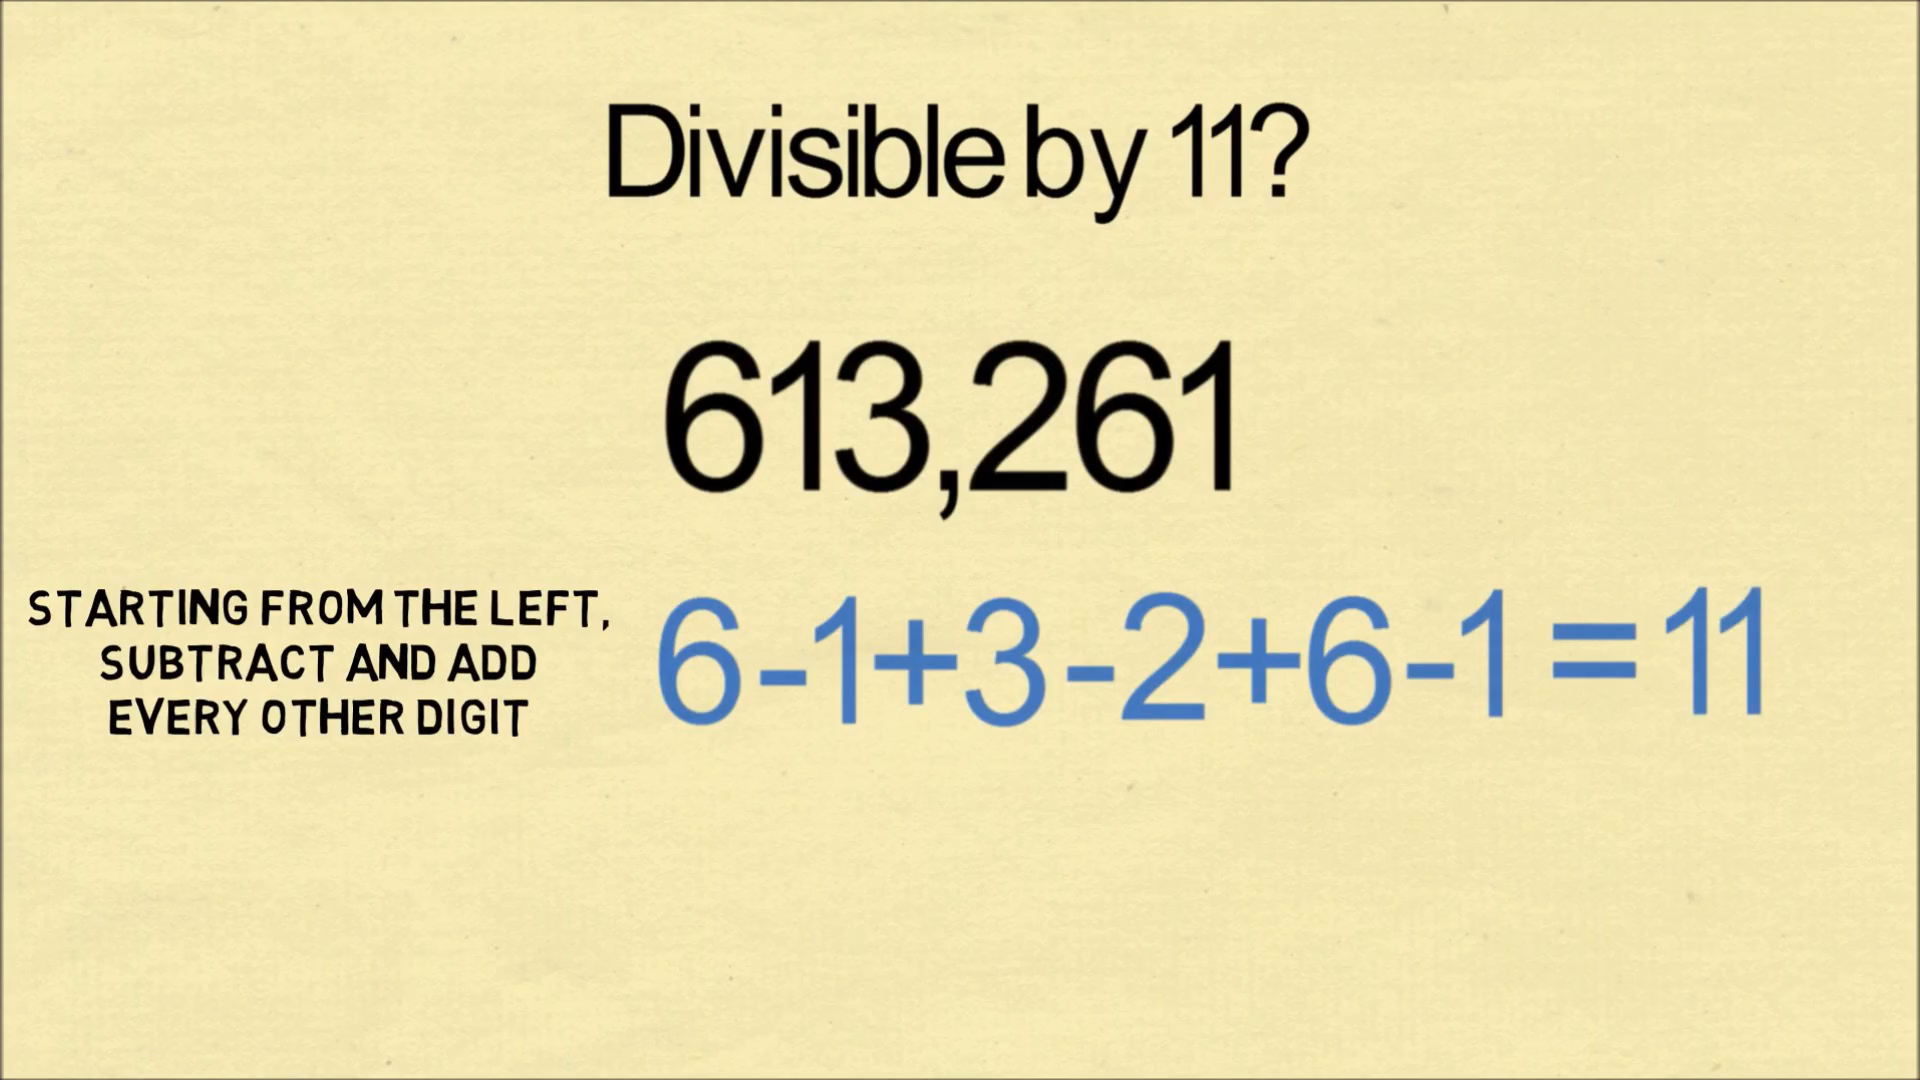 Divisible by 11?
613,261
STARTING FROM THE LEFT,
SUBTRACT AND ADD
EVERY OTHER DIGIT
6-1+3-2+6-1=11